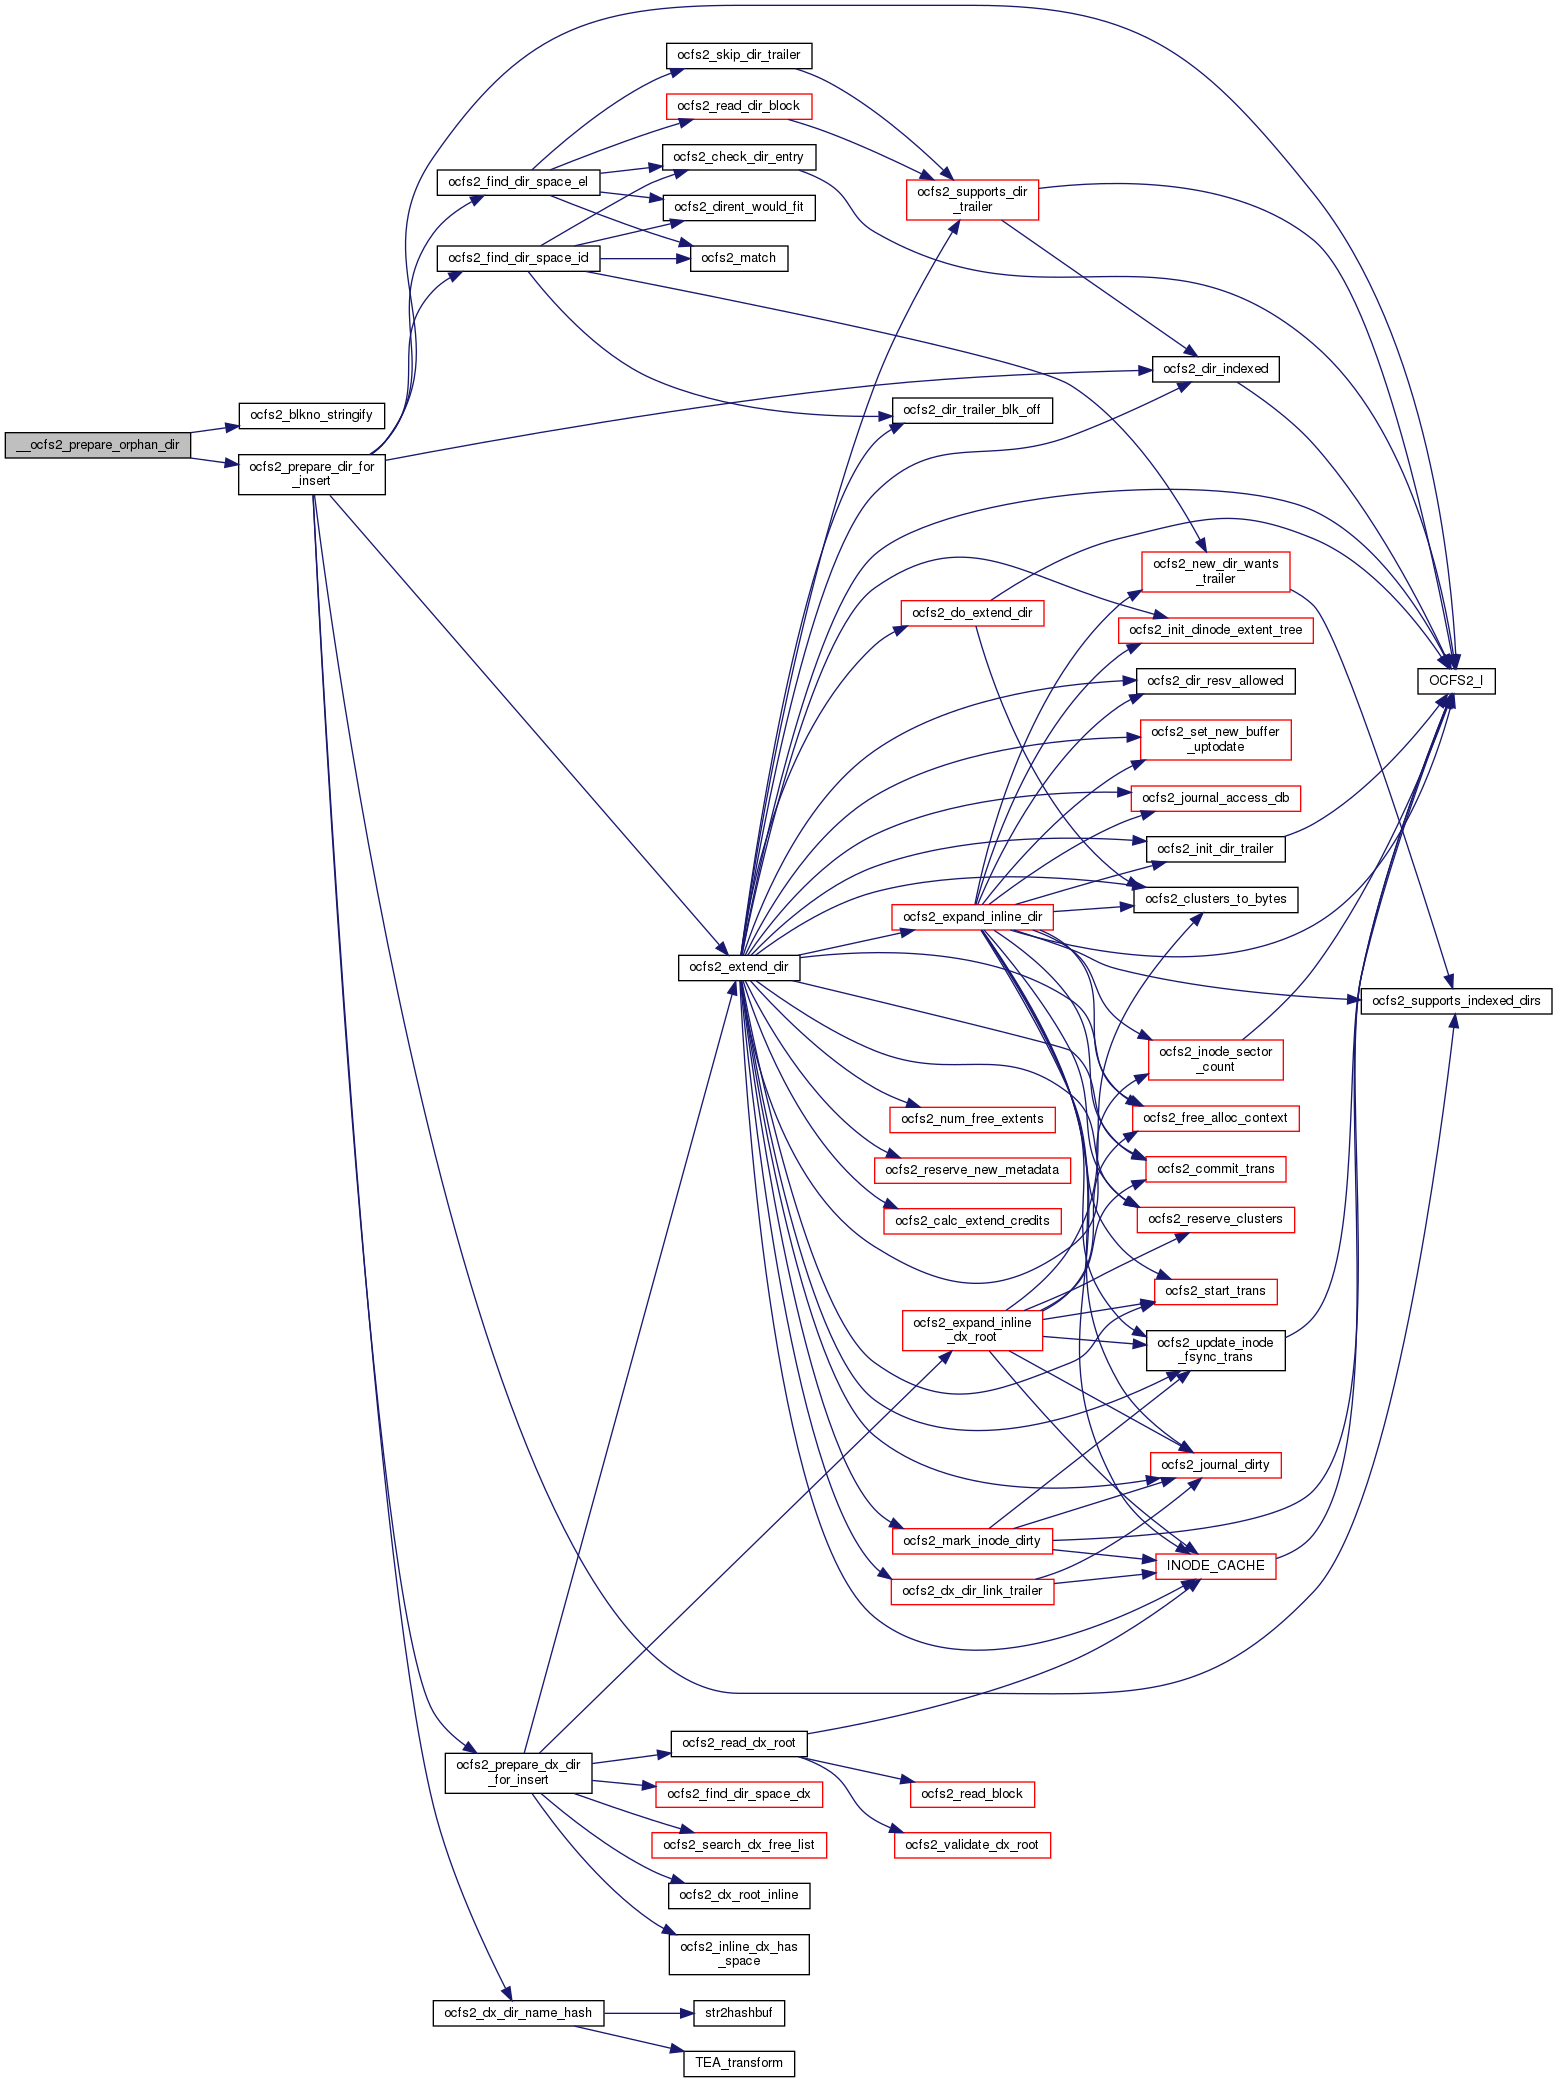 ocfs2_skip_dir_trailer
ocfs2_read_dir_block
ocfs2_check_dir_entry
ocfs2_find_dir_space_el
ocfs2_supports_dir
_trailer
ocfs2_dirent_would_fit
ocfs2_find_dir_space_id
ocfs2_match
ocfs2_dir_indexed
ocfs2_blkno_stringify
ocfs2_dir_trailer_blk_off
__ocfs2_prepare_orphan_dir
ocfs2_prepare_dir_for
_insert
ocfs2_new_dir_wants
_trailer
ocfs2_do_extend_dir
ocfs2_init_dinode_extent_tree
ocfs2_dir_resv_allowed
OCFS2_I
ocfs2_set_new_buffer
_uptodate
ocfs2_journal_access_db
ocfs2_init_dir_trailer
ocfs2_clusters_to_bytes
ocfs2_expand_inline_dir
ocfs2_extend_dir
ocfs2_supports_indexed_dirs
ocfs2_inode_sector
_count
ocfs2_num_free_extents
ocfs2_free_alloc_context
ocfs2_reserve_new_metadata
ocfs2_commit_trans
ocfs2_calc_extend_credits
ocfs2_reserve_clusters
ocfs2_start_trans
ocfs2_expand_inline
_dx_root
ocfs2_update_inode
_fsync_trans
ocfs2_journal_dirty
ocfs2_mark_inode_dirty
INODE_CACHE
ocfs2_dx_dir_link_trailer
ocfs2_read_dx_root
ocfs2_prepare_dx_dir
_for_insert
ocfs2_find_dir_space_dx
ocfs2_read_block
ocfs2_search_dx_free_list
ocfs2_validate_dx_root
ocfs2_dx_root_inline
ocfs2_inline_dx_has
_space
ocfs2_dx_dir_name_hash
str2hashbuf
TEA_transform